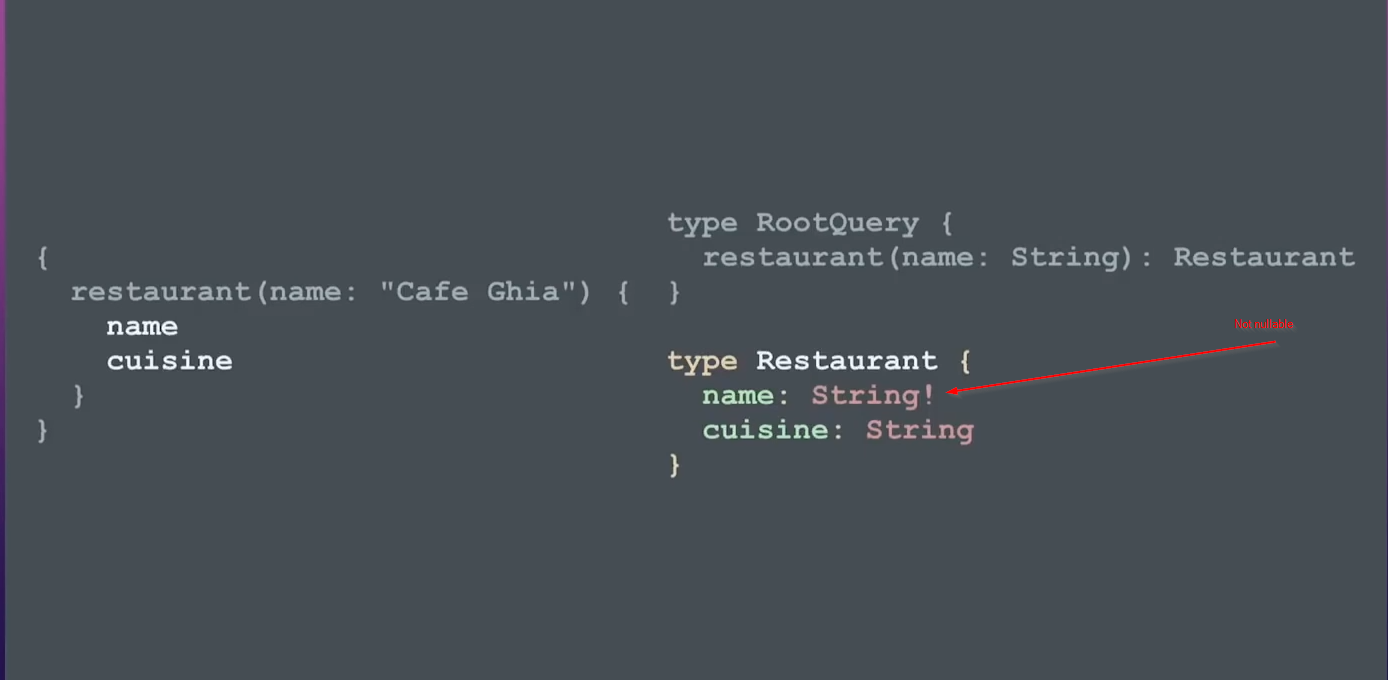 {
restaurant(name: "Cafe Ghia") {
name
cuisine
}
}
type RootQuery {
restaurant(name: String): Restaurant
}
type Restaurant {
name: String!
cuisine: String
}
Not nullable